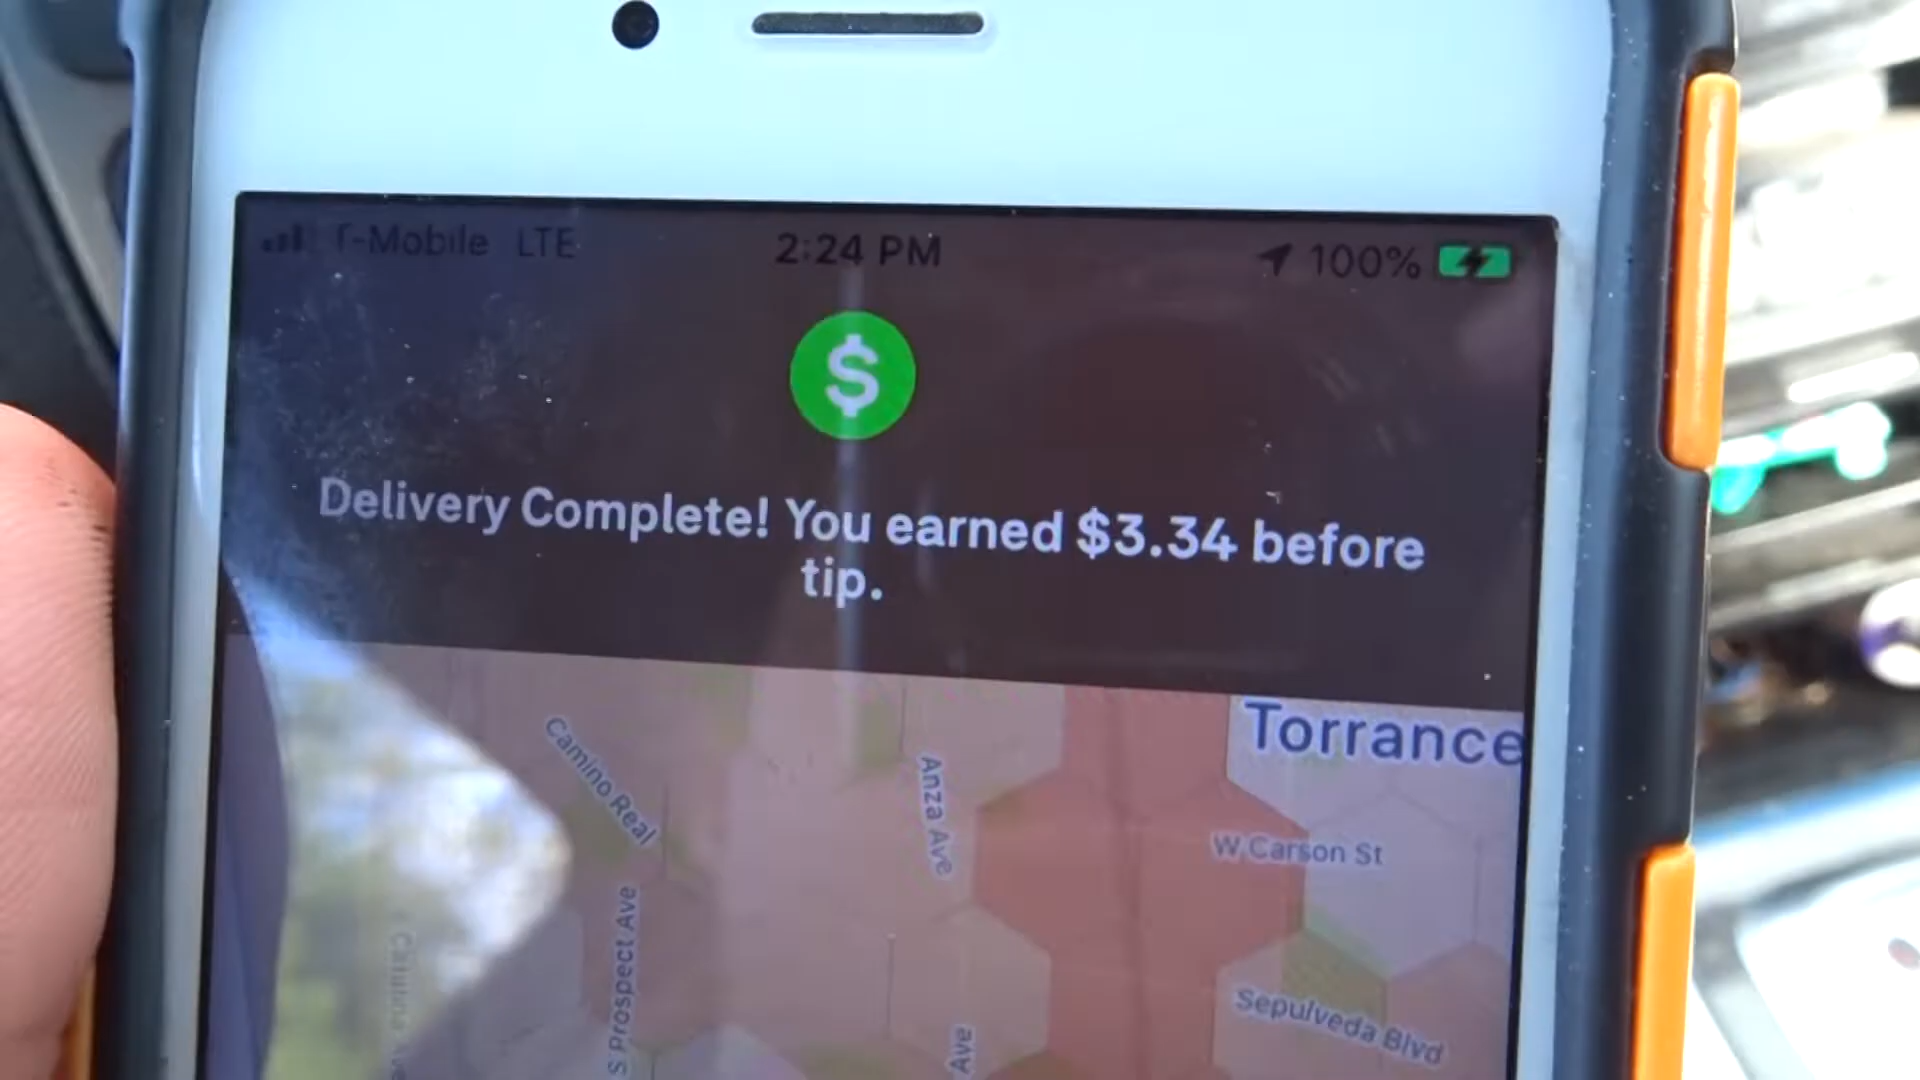 T-Mobile LTE 2:24 PM 100%
$
Delivery Complete! You earned $3.34 before
tip.
Torrance
Camino Real
Anza Ave
W Carson St
S Prospect Ave
Sepulveda Blvd
Ave